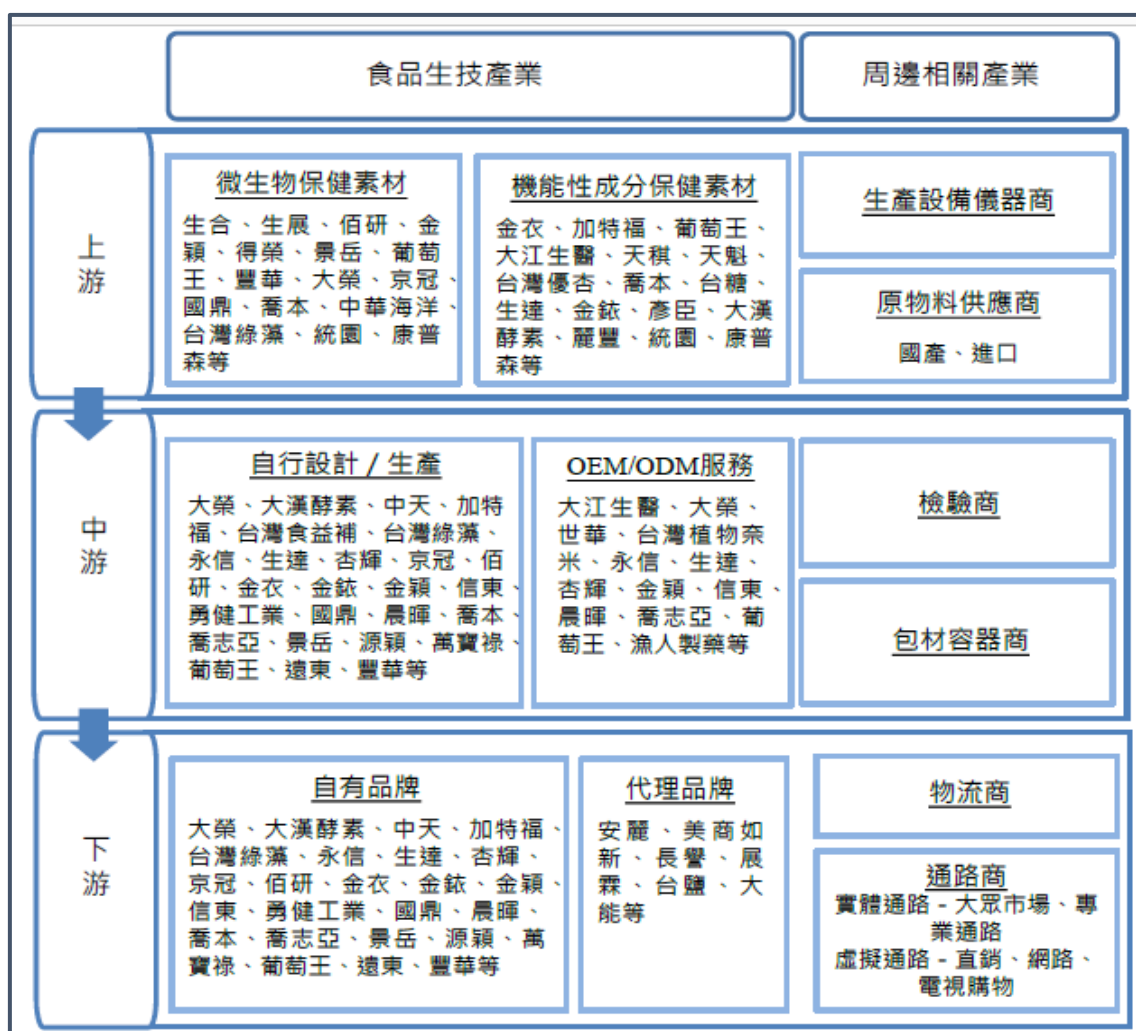 食品生技產業
周邊相關產業
上
游
微生物保健素材
生合、生展、佰研、金
穎、得榮、景岳、葡萄
王、豐華、大榮、京冠、
國鼎、喬本、中華海洋、
台灣綠藻、統園、康普
森等
機能性成分保健素材
金衣、加特福、葡萄王、
大江生醫、天稘、天魁、
台灣優杏、喬本、台糖、
生達、金銥、彥臣、大漢
酵素、麗豐、統園、康普
森等
生產設備儀器商
原物料供應商
國產、進口
中
游
自行設計 / 生產
大榮、大漢酵素、中天、加特
福、台灣食益補、台灣綠藻、
永信、生達、杏輝、京冠、佰
研、金衣、金銥、金穎、信東、
勇健工業、國鼎、晨暉、喬本、
喬志亞、景岳、源穎、萬寶祿、
葡萄王、遠東、豐華等
OEM/ODM服務
大江生醫、大榮、
世華、台灣植物奈
米、永信、生達、
杏輝、金穎、信東、
晨暉、喬志亞、葡
萄王、漁人製藥等
檢驗商
包材容器商
下
游
自有品牌
大榮、大漢酵素、中天、加特福、
台灣綠藻、永信、生達、杏輝、
京冠、佰研、金衣、金銥、金穎、
信東、勇健工業、國鼎、晨暉、
喬本、喬志亞、景岳、源穎、萬
寶祿、葡萄王、遠東、豐華等
代理品牌
安麗、美商如
新、長譽、展
霖、台鹽、大
能等
物流商
通路商
實體通路 - 大眾市場、專
業通路
虛擬通路 - 直銷、網路、
電視購物